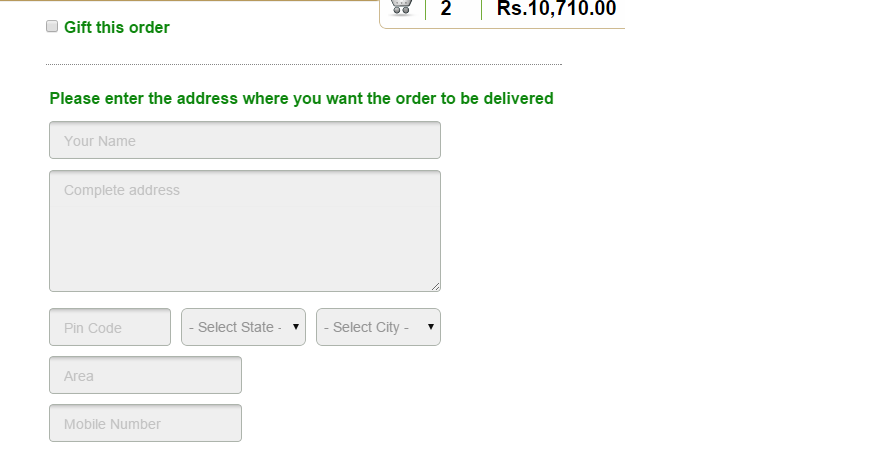 2 Rs.10,710.00
Gift this order
Please enter the address where you want the order to be delivered
Your Name
Complete address
Pin Code - Select State - - Select City -
Area
Mobile Number